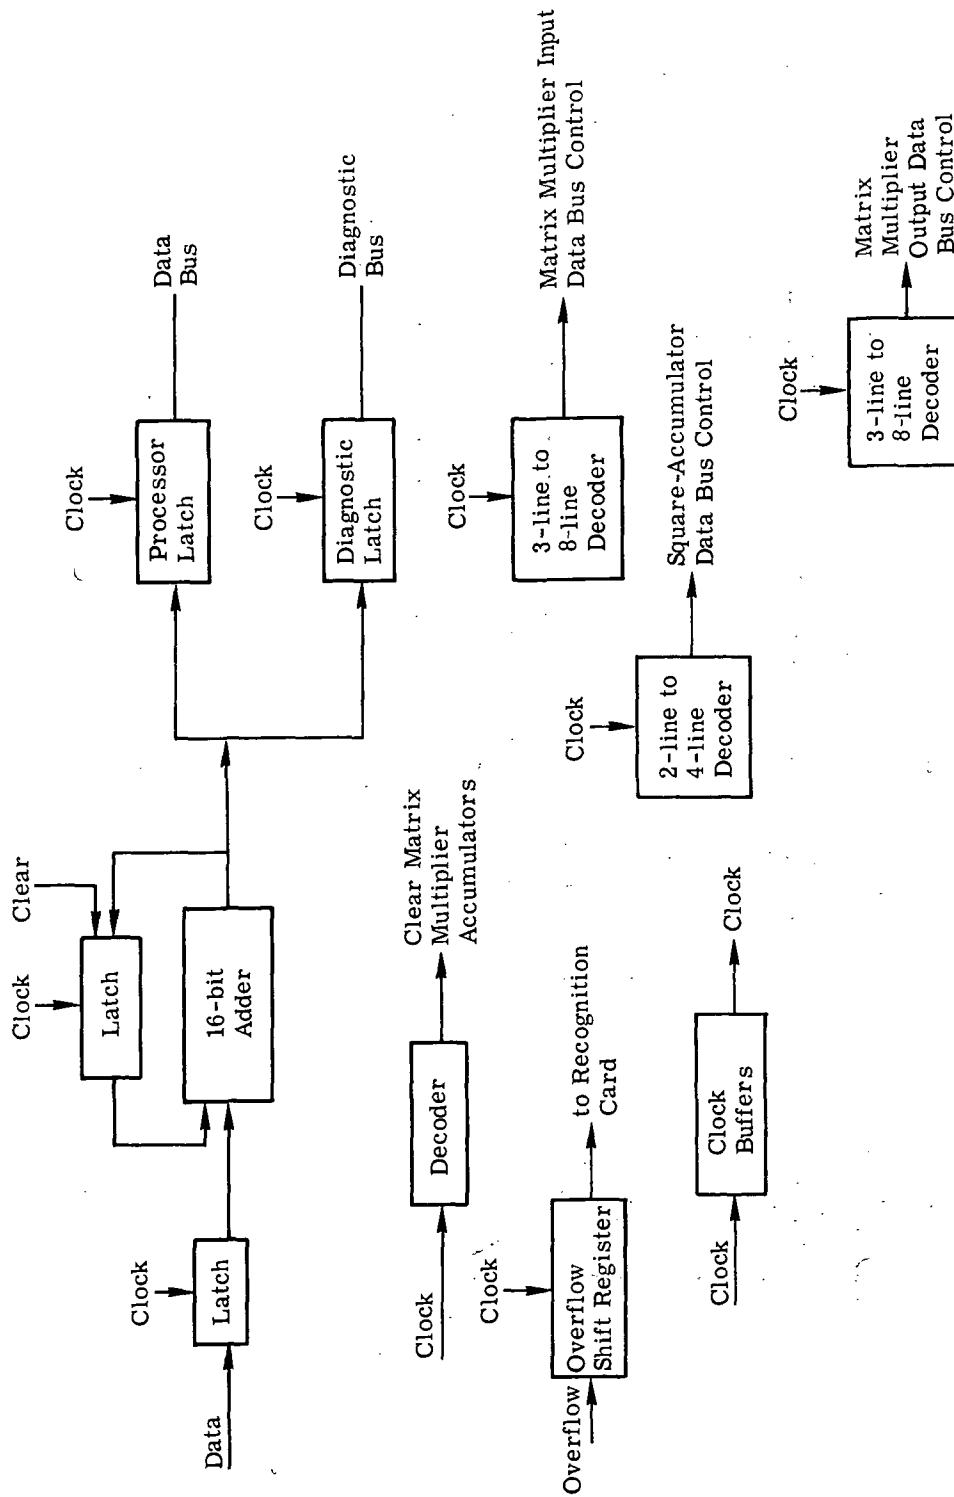 Data
Clock
Latch
Clock
Clear
Latch
16-bit
Adder
Clock
Processor
Latch
Data
Bus
Clock
Diagnostic
Latch
Diagnostic
Bus
Clock
Decoder
Clear Matrix
Multiplier
Accumulators
Clock
3-line to
8-line
Decoder
Matrix Multiplier Input
Data Bus Control
Overflow
Clock
Overflow
Shift Register
to Recognition
Card
Clock
2-line to
4-line
Decoder
Square-Accumulator
Data Bus Control
Clock
Clock
Buffers
Clock
Clock
3-line to
8-line
Decoder
Matrix
Multiplier
Output Data
Bus Control